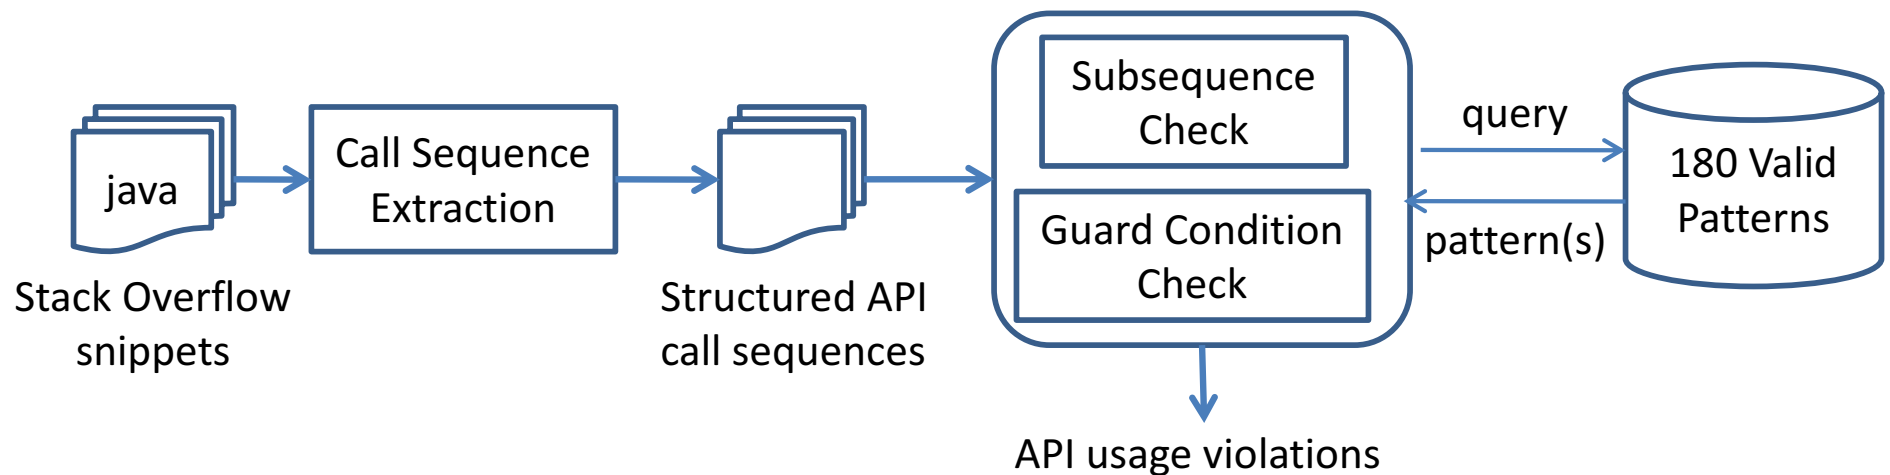 java
Stack Overflow
snippets
Call Sequence
Extraction
Structured API
call sequences
Subsequence
Check
Guard Condition
Check
query
pattern(s)
180 Valid
Patterns
API usage violations